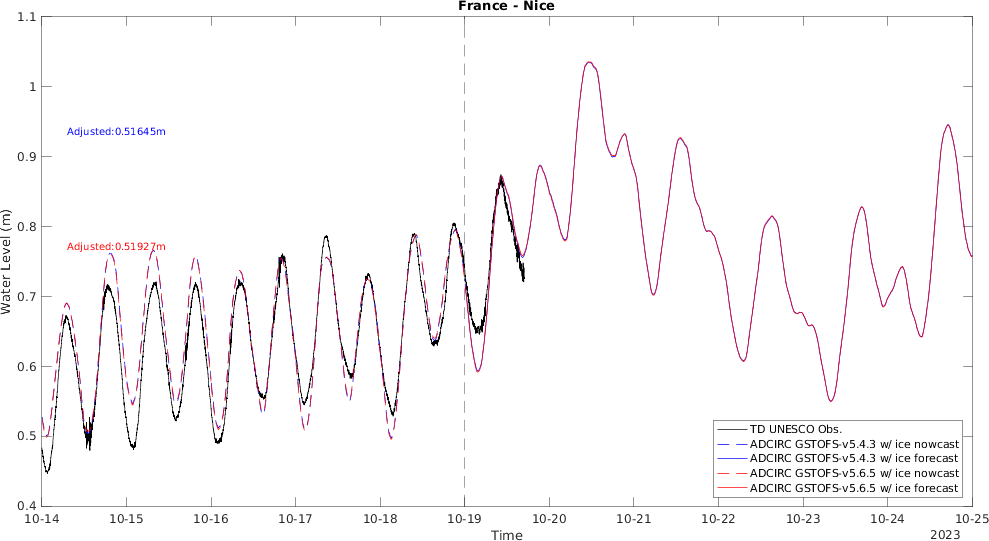 France - Nice
1.1
1
0.9
0.8
0.7
0.6
0.5
0.4
Water Level (m)
Adjusted:0.51645m
Adjusted:0.51927m
TD UNESCO Obs.
ADCIRC GSTOFS-v5.4.3 w/ ice nowcast
ADCIRC GSTOFS-v5.4.3 w/ ice forecast
ADCIRC GSTOFS-v5.6.5 w/ ice nowcast
ADCIRC GSTOFS-v5.6.5 w/ ice forecast
10-14 10-15 10-16 10-17 10-18 10-19 10-20 10-21 10-22 10-23 10-24 10-25
Time
2023